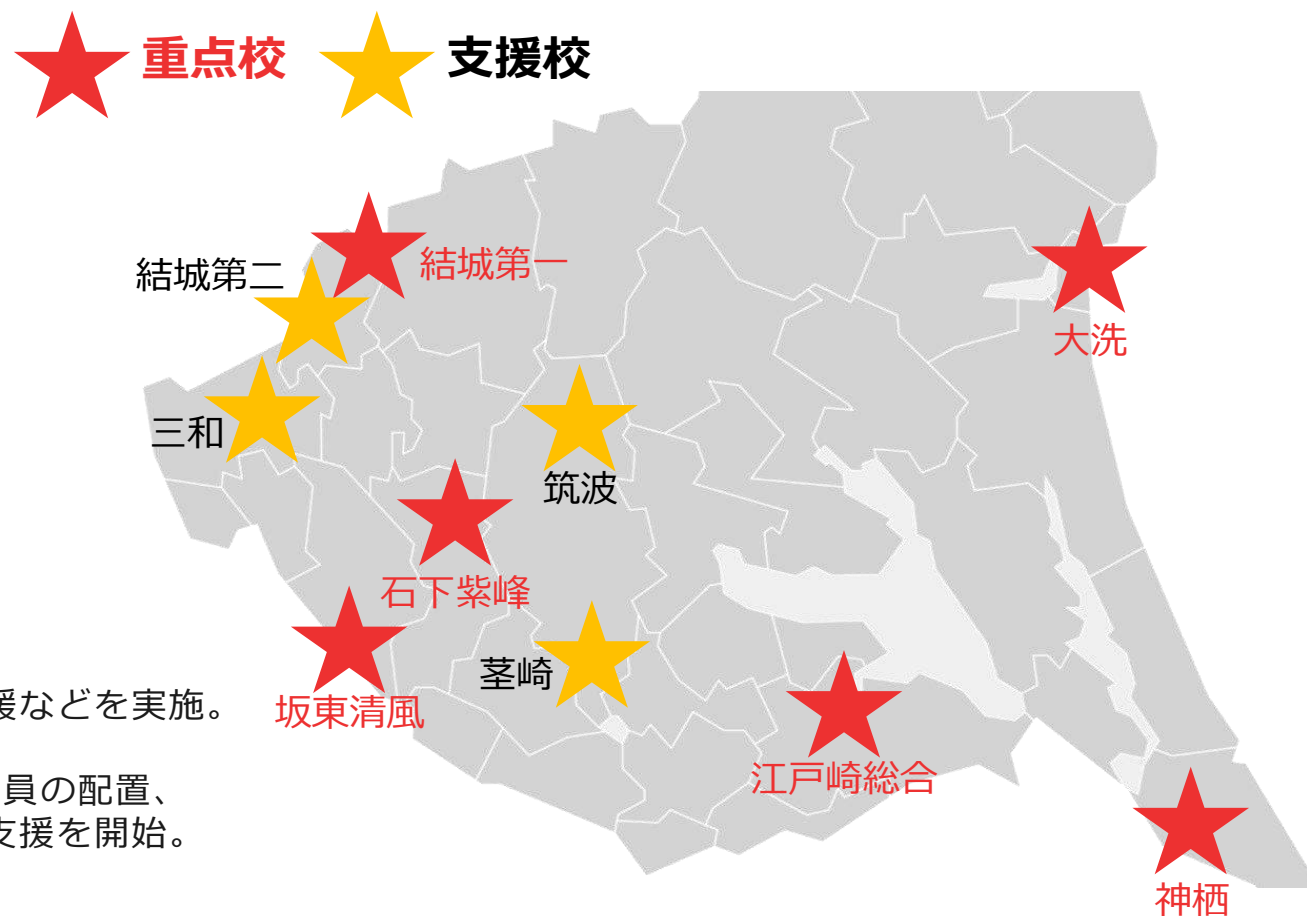 重点校 支援校
結城第一
結城第二
大洗
三和
筑波
石下紫峰
茎崎
坂東清風
援などを実施。
江戸崎総合
員の配置、
支援を開始。
神栖